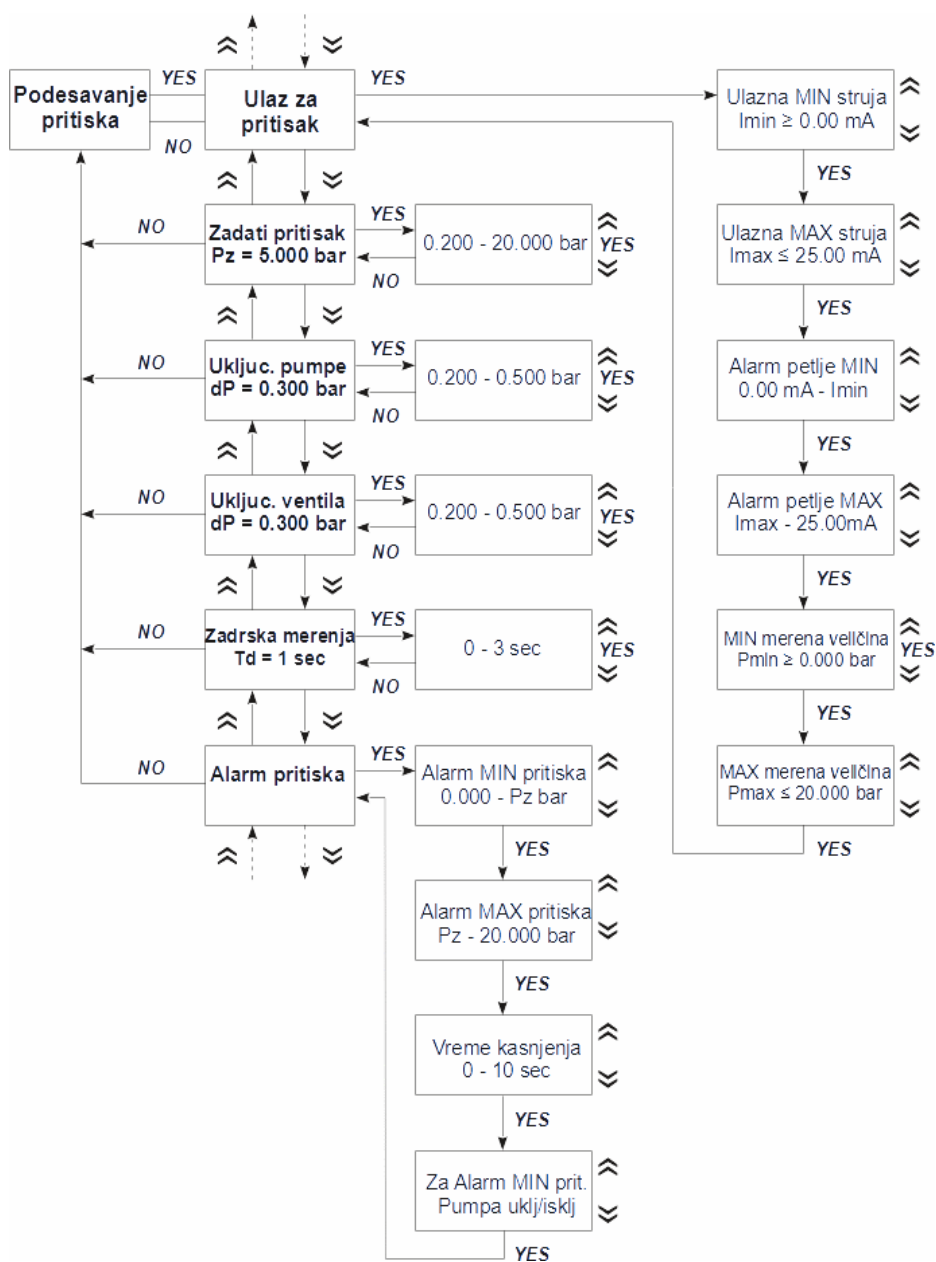 YES
YES
Podesavanje
pritiska
Ulaz za
pritisak
Ulazna MIN struja
Imin ≥ 0.00 mA
NO
YES
NO
Zadati pritisak
Pz = 5.000 bar
YES
0.200 - 20.000 bar
YES
NO
Ulazna MAX struja
Imax ≤ 25.00 mA
YES
NO
Ukljuc. pumpe
dP = 0.300 bar
YES
0.200 - 0.500 bar
YES
NO
Alarm petlje MIN
0.00 mA - Imin
YES
NO
Ukljuc. ventila
dP = 0.300 bar
YES
0.200 - 0.500 bar
YES
NO
Alarm petlje MAX
Imax - 25.00mA
YES
NO
Zadrska merenja
Td = 1 sec
YES
0 - 3 sec
YES
NO
MIN merena veličina
Pmin ≥ 0.000 bar
YES
YES
NO
Alarm pritiska
YES
Alarm MIN pritiska
0.000 - Pz bar
MAX merena veličina
Pmax ≤ 20.000 bar
YES
YES
Alarm MAX pritiska
Pz - 20.000 bar
YES
Vreme kasnjenja
0 - 10 sec
YES
Za Alarm MIN prit.
Pumpa uklj/isklj
YES